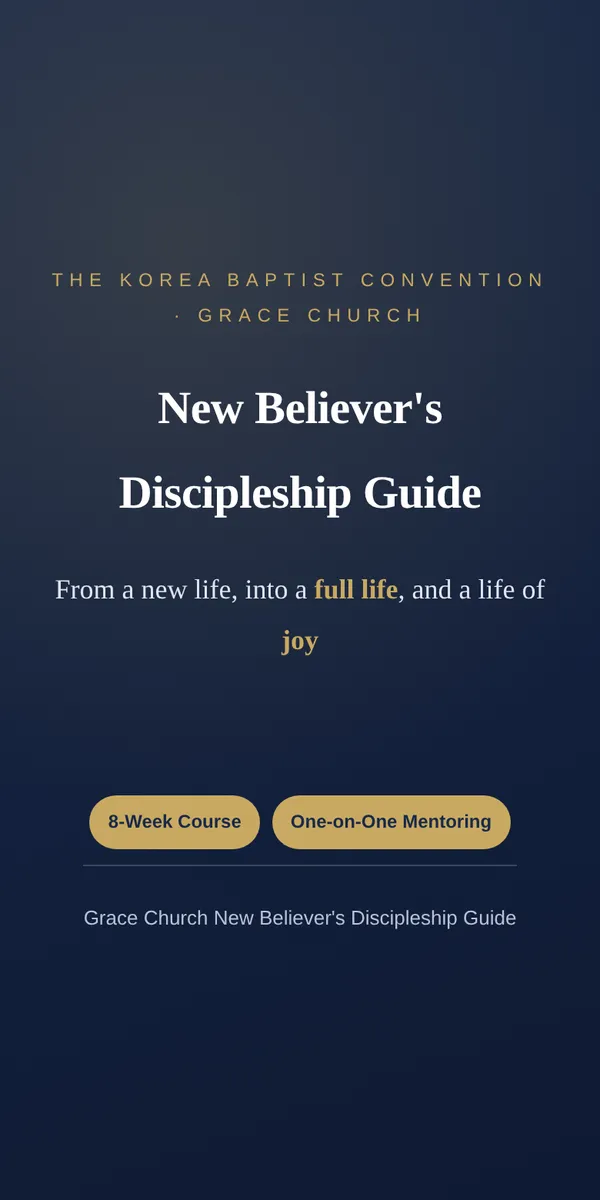 THE KOREA BAPTIST CONVENTION
· GRACE CHURCH
New Believer's
Discipleship Guide
From a new life, into a full life, and a life of
joy
8-Week Course
One-on-One Mentoring
Grace Church New Believer's Discipleship Guide